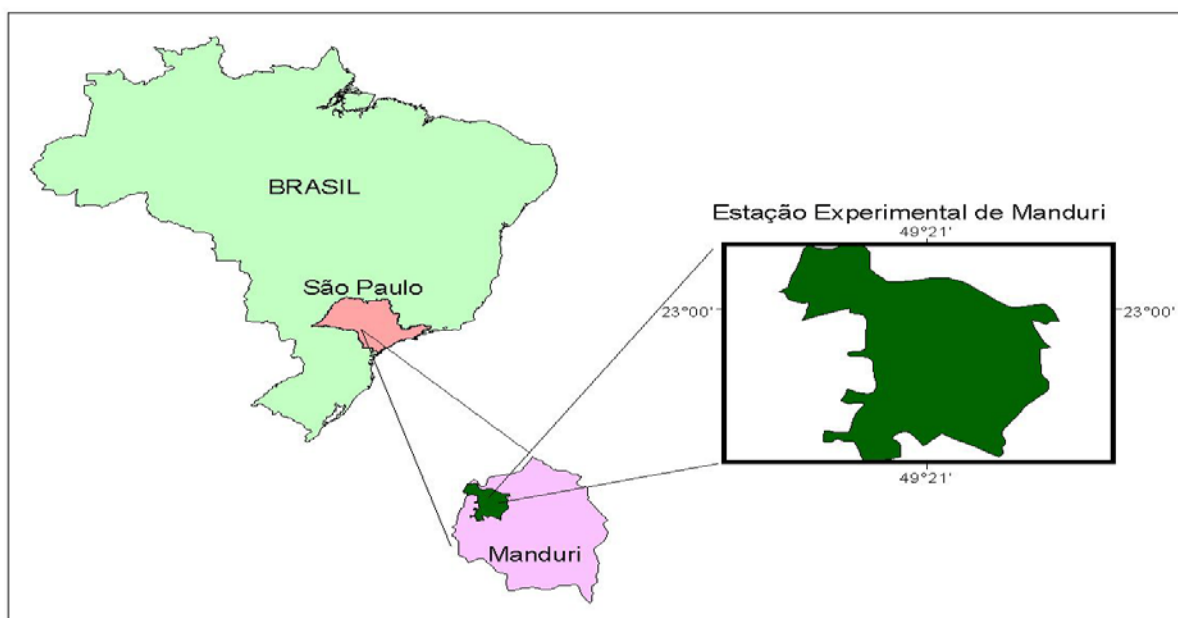 BRASIL
São Paulo
Estação Experimental de Manduri
49°21'
23°00'
23°00'
49°21'
Manduri